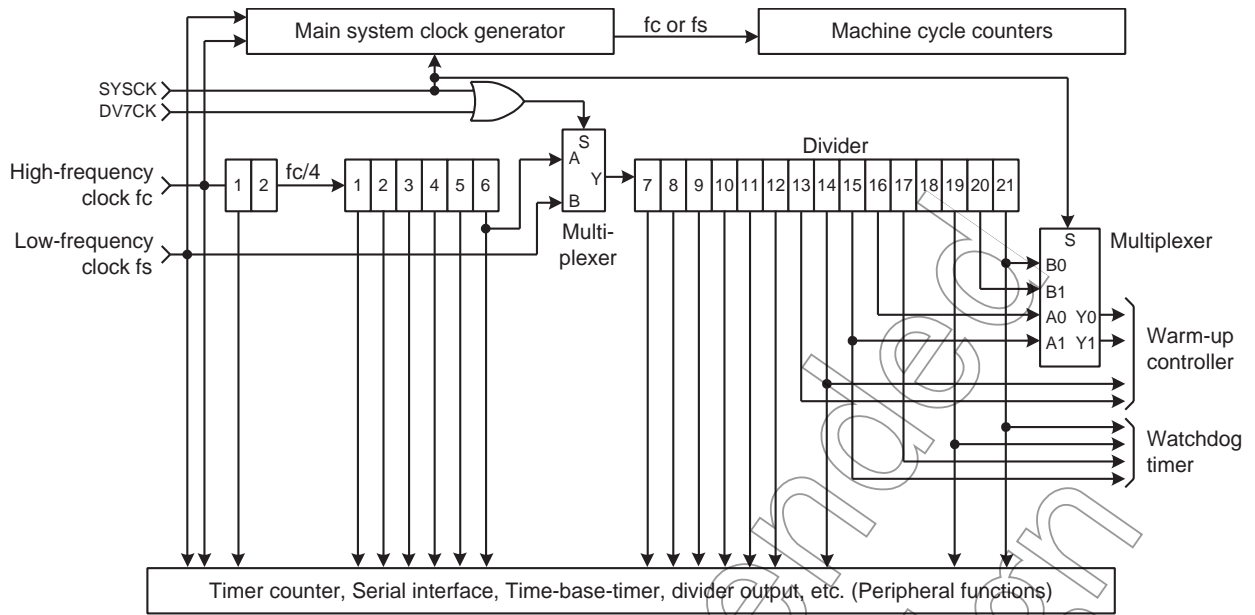 Main system clock generator
fc or fs
Machine cycle counters
SYSCK
DV7CK
High-frequency
clock fc
1 2
fc/4
1 2 3 4 5 6
Low-frequency
clock fs
S
A
B
Y
Multi-
plexer
Divider
7 8 9 10 11 12 13 14 15 16 17 18 19 20 21
S
B0
B1
A0 Y0
A1 Y1
Multiplexer
Warm-up
controller
Watchdog
timer
Timer counter, Serial interface, Time-base-timer, divider output, etc. (Peripheral functions)